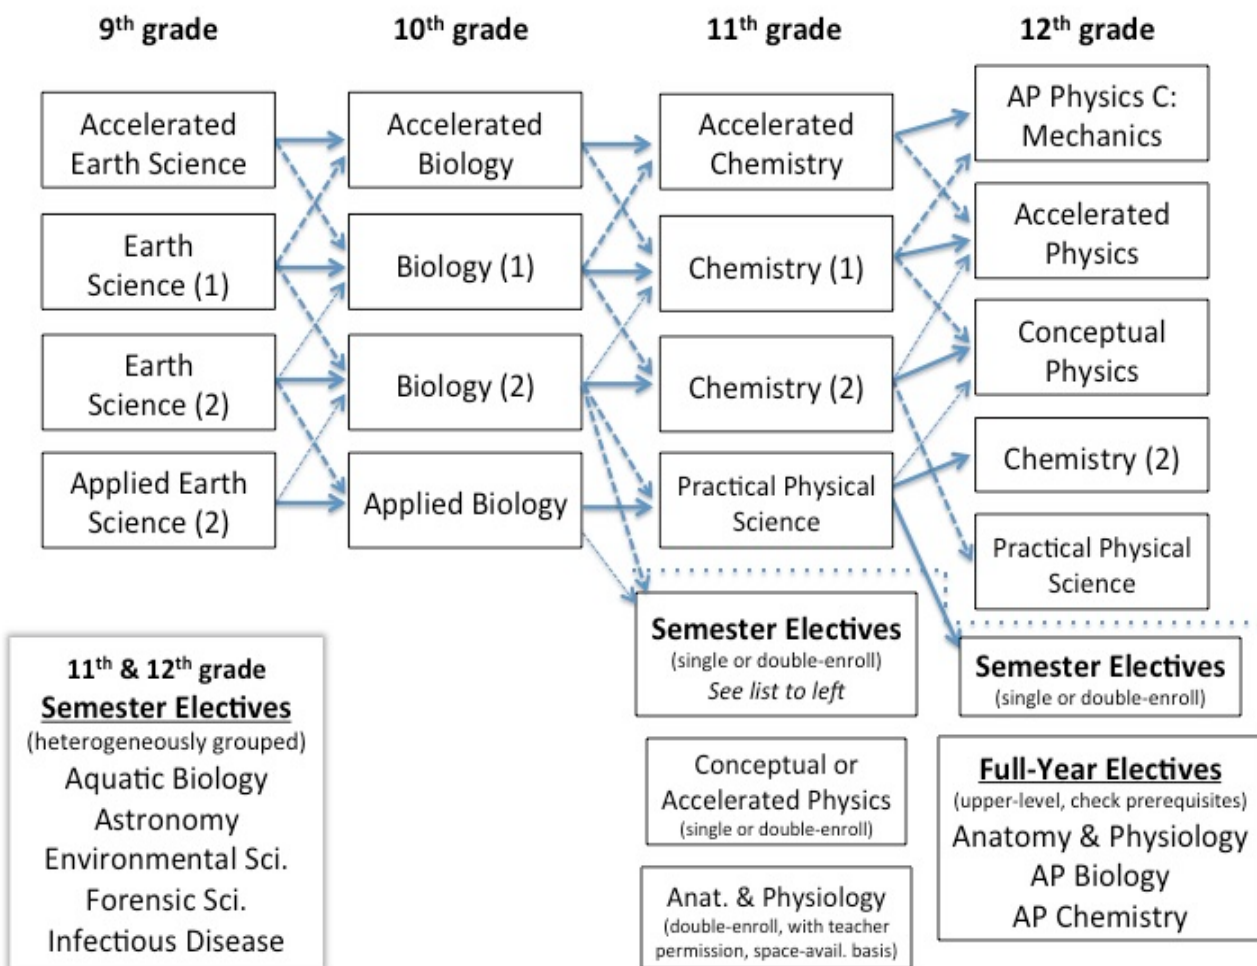 9th grade
10th grade
11th grade
12th grade
Accelerated
Earth Science
Earth
Science (1)
Earth
Science (2)
Applied Earth
Science (2)
Accelerated
Biology
Biology (1)
Biology (2)
Applied Biology
Accelerated
Chemistry
Chemistry (1)
Chemistry (2)
Practical Physical
Science
AP Physics C:
Mechanics
Accelerated
Physics
Conceptual
Physics
Chemistry (2)
Practical Physical
Science
11th & 12th grade
Semester Electives
(heterogeneously grouped)
Aquatic Biology
Astronomy
Environmental Sci.
Forensic Sci.
Infectious Disease
Semester Electives
(single or double-enroll)
See list to left
Conceptual or
Accelerated Physics
(single or double-enroll)
Anat. & Physiology
(double-enroll, with teacher
permission, space-avail. basis)
Semester Electives
(single or double-enroll)
Full-Year Electives
(upper-level, check prerequisites)
Anatomy & Physiology
AP Biology
AP Chemistry